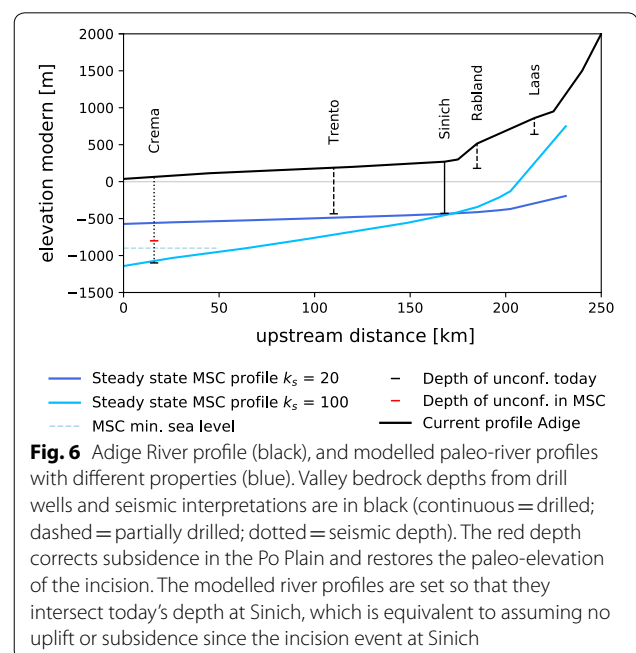 2000
1500
1000
500
0
−500
−1000
−1500
elevation modern [m]
Crema
Trento
Sinich
Rabland
Laas
0 50 100 150 200 250
upstream distance [km]
Steady state MSC profile ks = 20
Steady state MSC profile ks = 100
MSC min. sea level
Depth of unconf. today
Depth of unconf. in MSC
Current profile Adige
Fig. 6 Adige River profile (black), and modelled paleo-river profiles
with different properties (blue). Valley bedrock depths from drill
wells and seismic interpretations are in black (continuous = drilled;
dashed = partially drilled; dotted = seismic depth). The red depth
corrects subsidence in the Po Plain and restores the paleo-elevation
of the incision. The modelled river profiles are set so that they
intersect today's depth at Sinich, which is equivalent to assuming no
uplift or subsidence since the incision event at Sinich